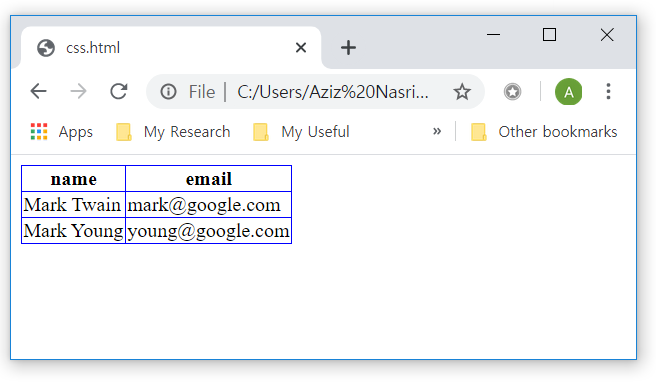 css.html
File | C:/Users/Aziz%20Nasri... A
Apps My Research My Useful » Other bookmarks
name email
Mark Twain mark@google.com
Mark Young young@google.com